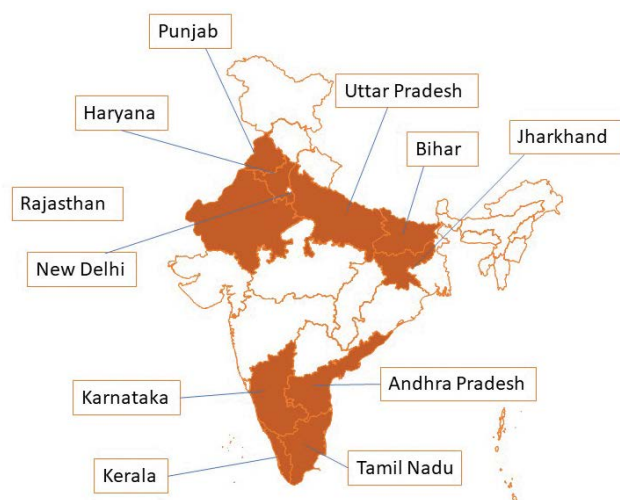 Punjab
Uttar Pradesh
Haryana
Jharkhand
Bihar
Rajasthan
New Delhi
Andhra Pradesh
Karnataka
Tamil Nadu
Kerala